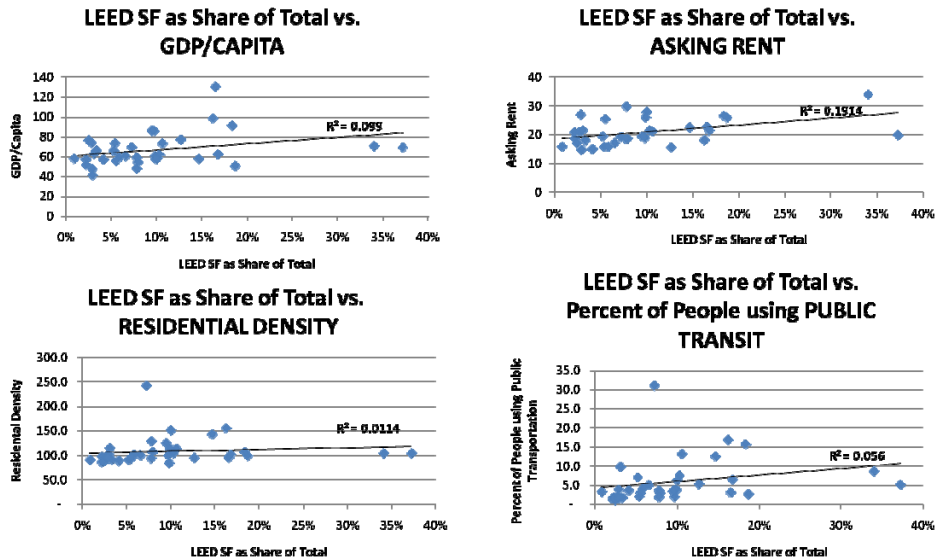 LEED SF as Share of Total vs.
GDP/CAPITA
140
120
100
80
60
40
20
0
GDP/Capita
R² = 0.099
0% 5% 10% 15% 20% 25% 30% 35% 40%
LEED SF as Share of Total
LEED SF as Share of Total vs.
ASKING RENT
40
30
20
10
0
Asking Rent
R² = 0.1914
0% 5% 10% 15% 20% 25% 30% 35% 40%
LEED SF as Share of Total
LEED SF as Share of Total vs.
RESIDENTIAL DENSITY
300.0
250.0
200.0
150.0
100.0
50.0
-
Residential Density
R² = 0.0114
0% 5% 10% 15% 20% 25% 30% 35% 40%
LEED SF as Share of Total
LEED SF as Share of Total vs.
Percent of People using PUBLIC
TRANSIT
35.0
30.0
25.0
20.0
15.0
10.0
5.0
-
Percent of People using Public
Transportation
R² = 0.056
0% 5% 10% 15% 20% 25% 30% 35% 40%
LEED SF as Share of Total